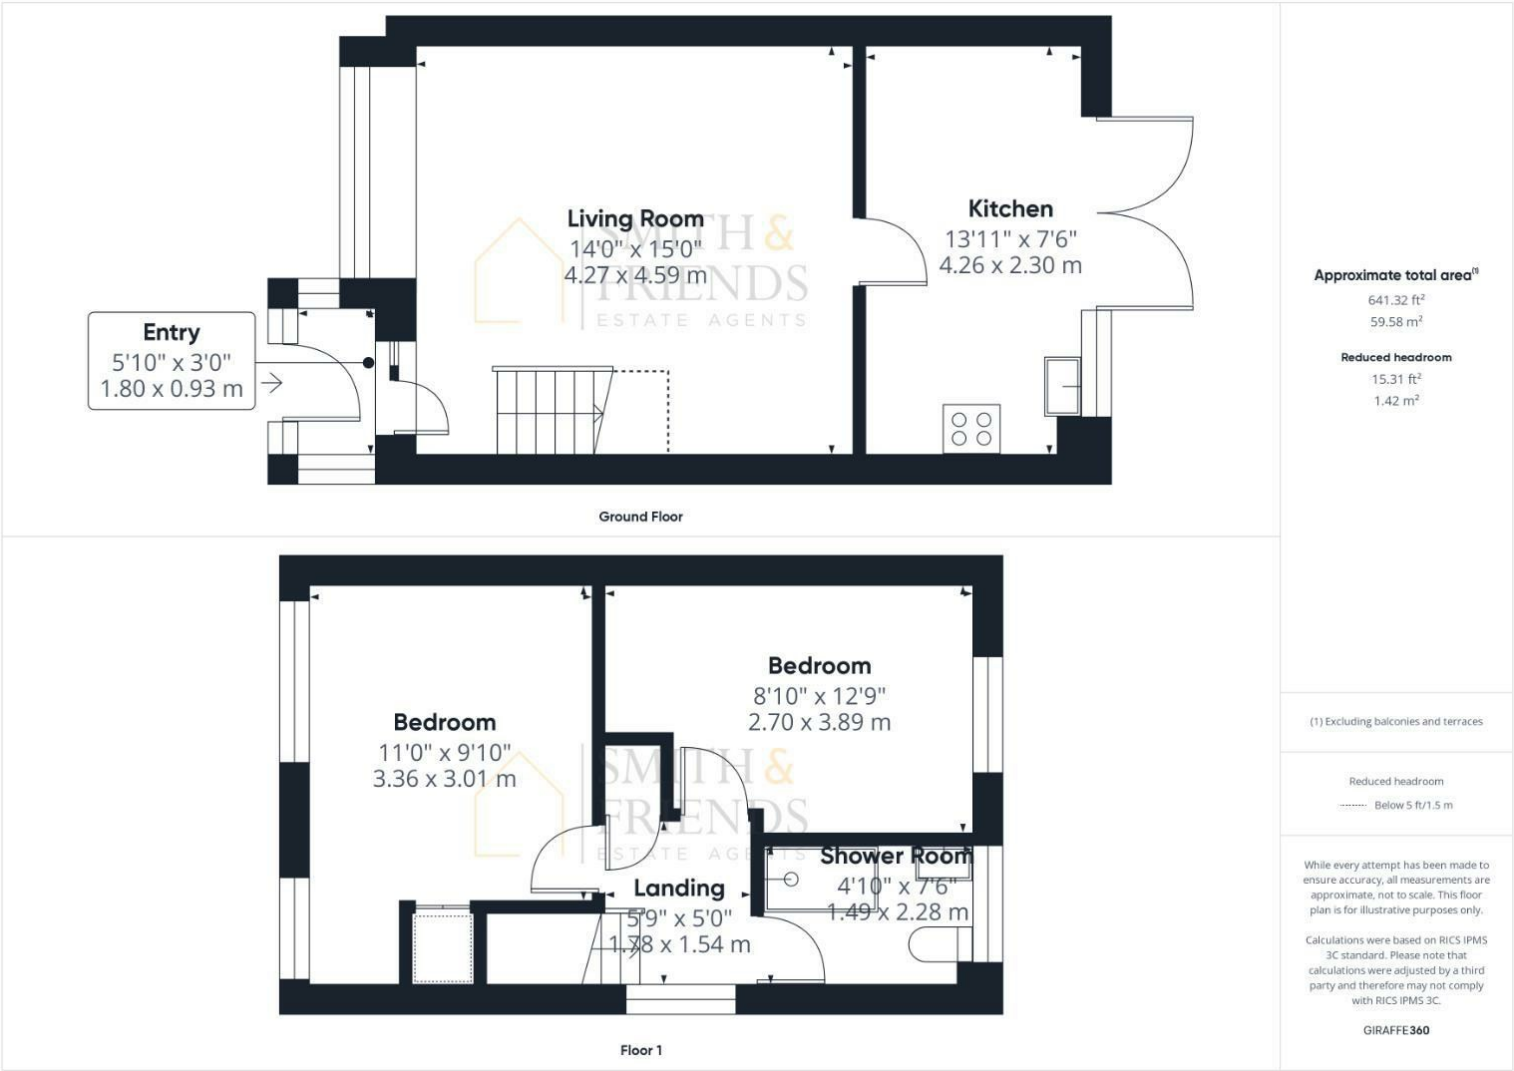 Living Room
14'0" x 15'0"
4.27 x 4.59 m
Kitchen
13'11" x 7'6"
4.26 x 2.30 m
Entry
5'10" x 3'0"
1.80 x 0.93 m
SMITH &
FRIENDS
ESTATE AGENTS
Ground Floor
Bedroom
11'0" x 9'10"
3.36 x 3.01 m
Bedroom
8'10" x 12'9"
2.70 x 3.89 m
SMITH &
FRIENDS
ESTATE AGENTS
Landing
5'9" x 5'0"
1.78 x 1.54 m
Shower Room
4'10" x 7'6"
1.49 x 2.28 m
Floor 1
Approximate total area(1)
641.32 ft²
59.58 m²
Reduced headroom
15.31 ft²
1.42 m²
(1) Excluding balconies and terraces
Reduced headroom
Below 5 ft/1.5 m
While every attempt has been made to
ensure accuracy, all measurements are
approximate, not to scale. This floor
plan is for illustrative purposes only.
Calculations were based on RICS IPMS
3C standard. Please note that
calculations were adjusted by a third
party and therefore may not comply
with RICS IPMS 3C.
GIRAFFE360